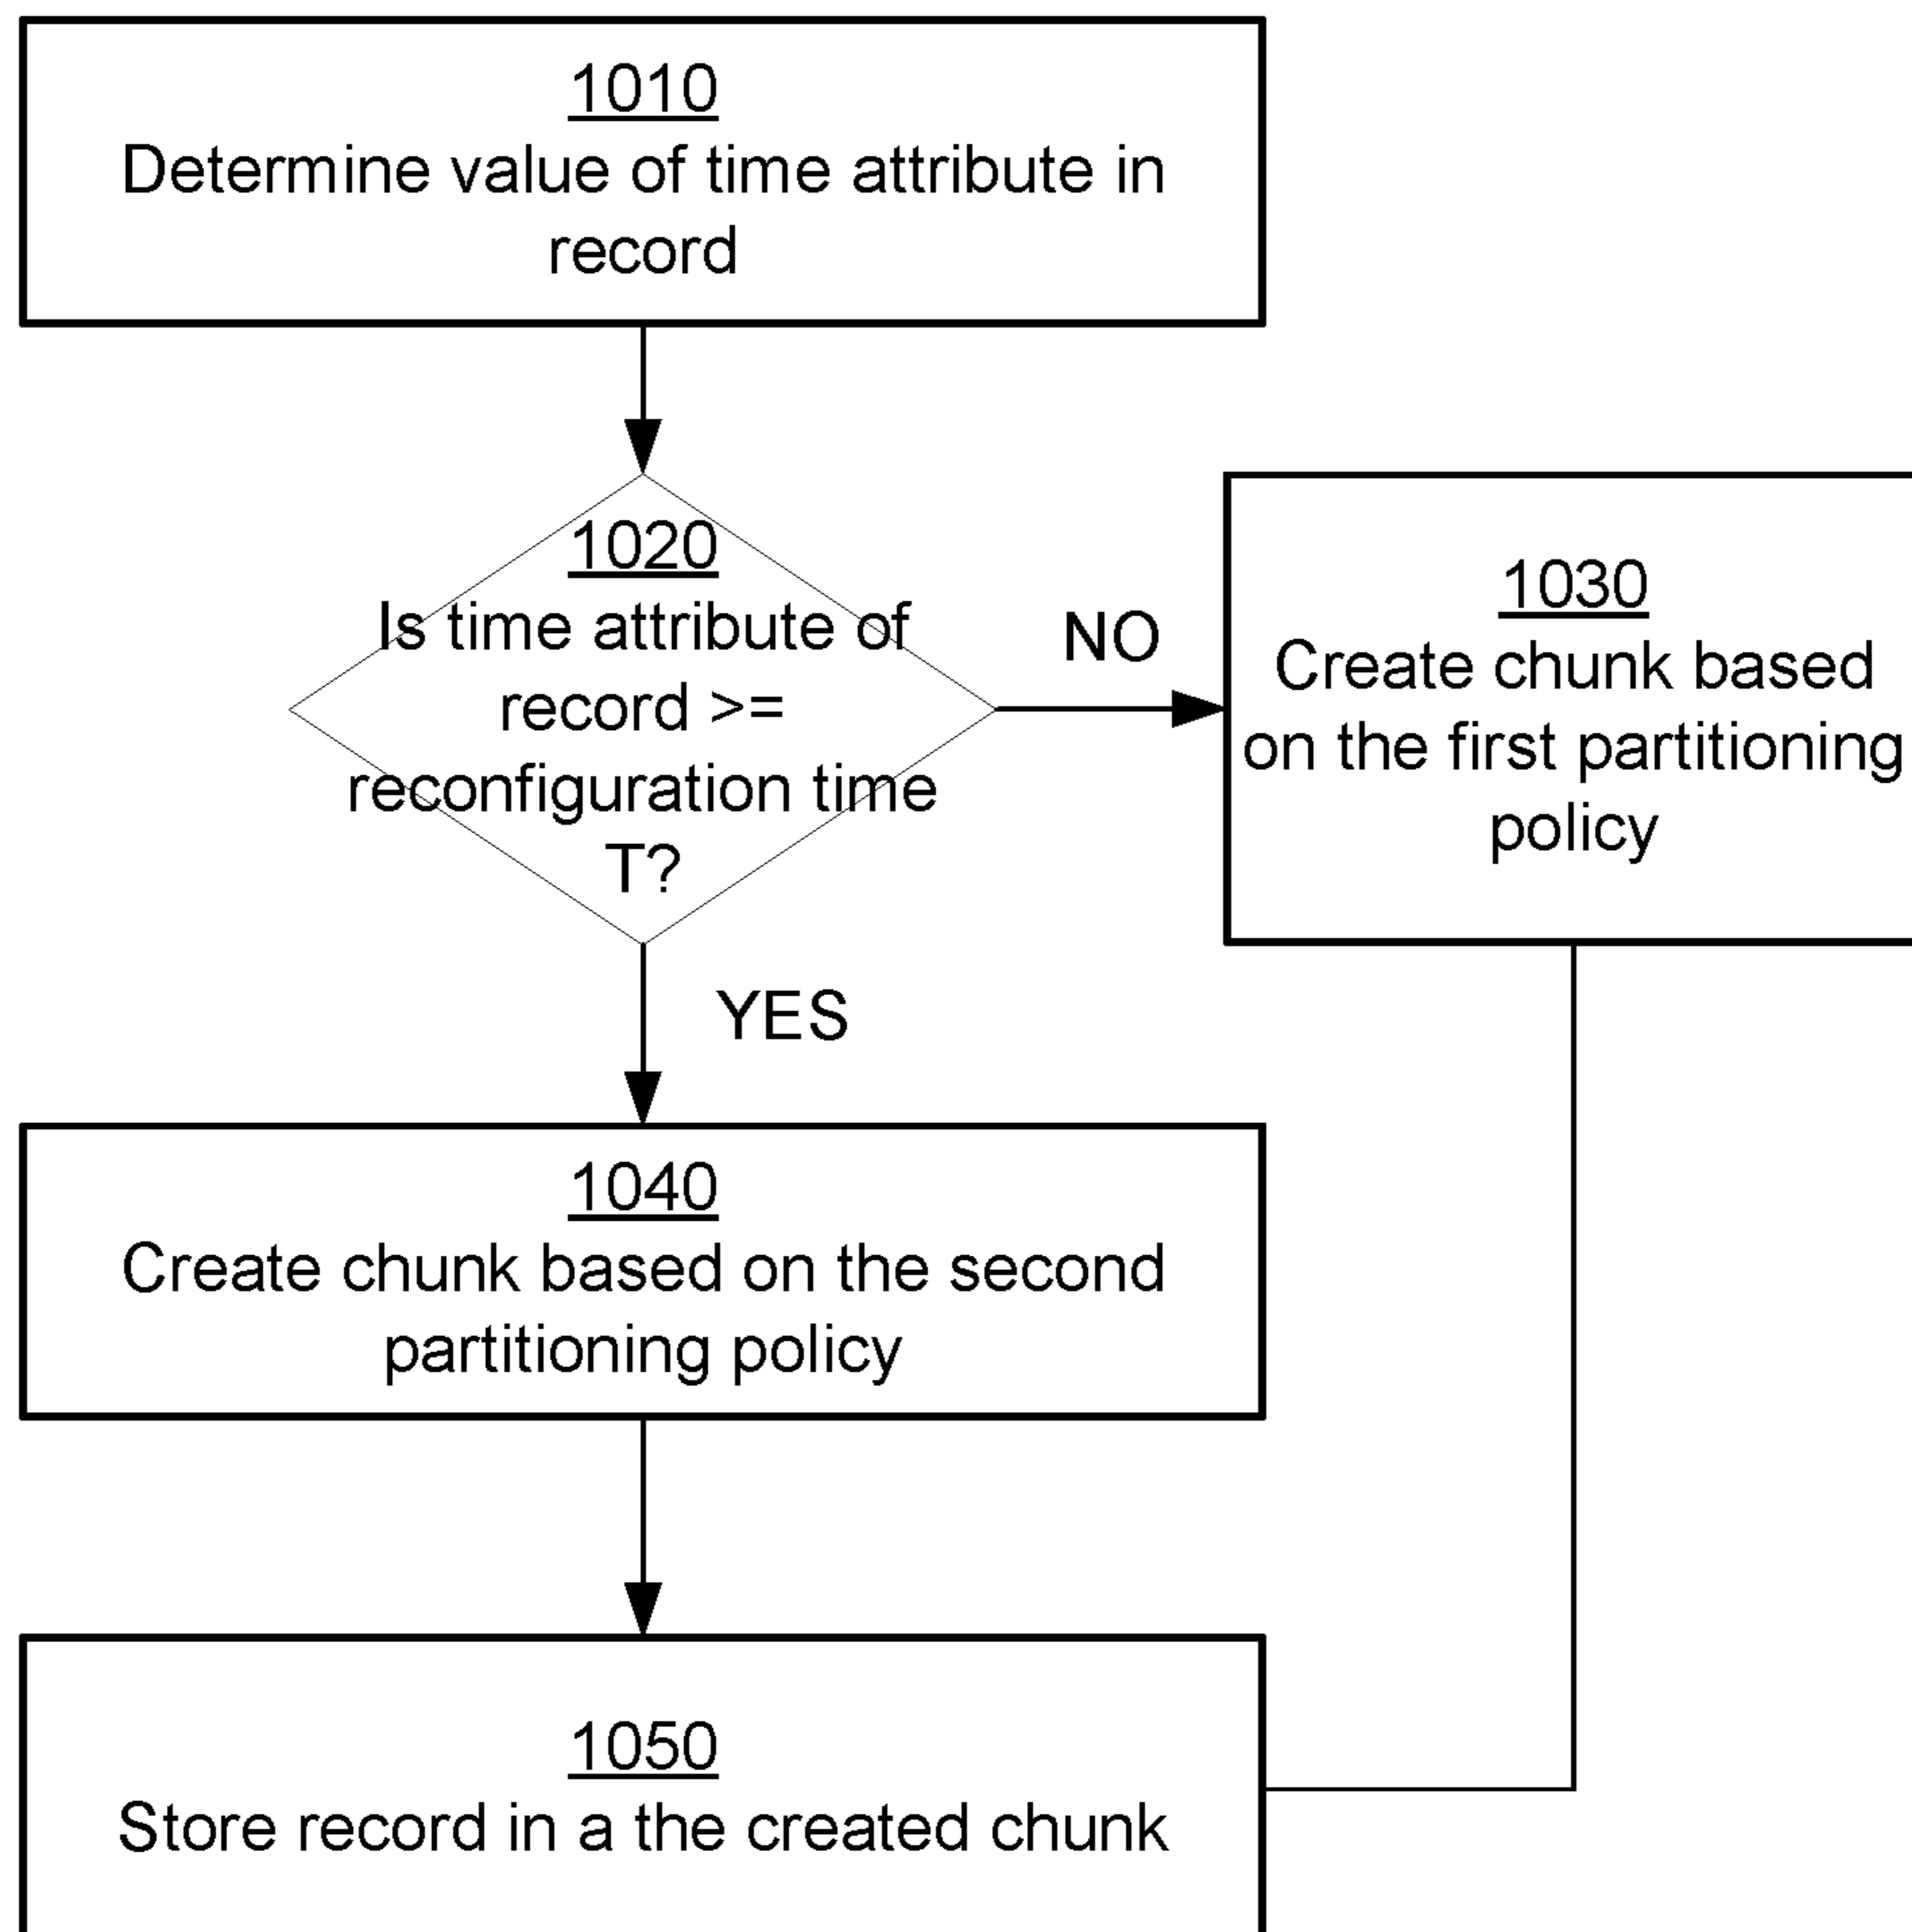 1010
Determine value of time attribute in
record
1020
Is time attribute of
record >=
reconfiguration time
T?
NO
1030
Create chunk based
on the first partitioning
policy
YES
1040
Create chunk based on the second
partitioning policy
1050
Store record in a the created chunk